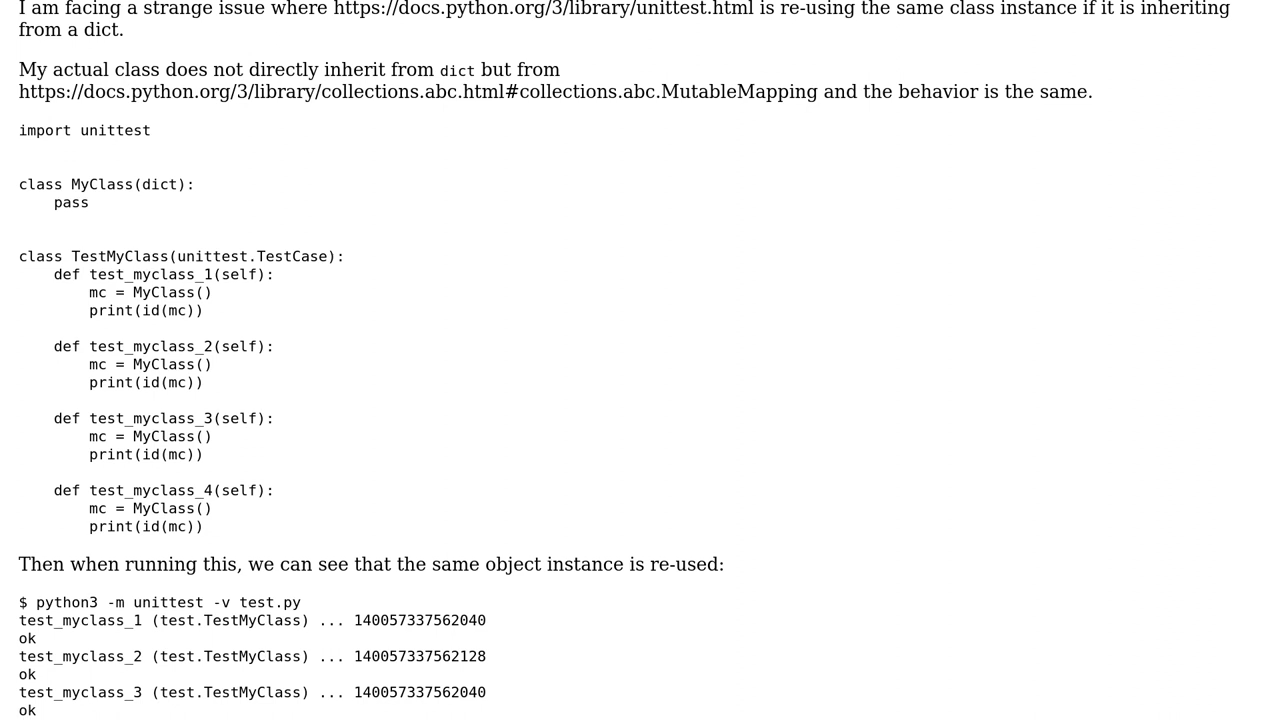 I am facing a strange issue where https://docs.python.org/3/library/unittest.html is re-using the same class instance if it is inheriting
from a dict.
My actual class does not directly inherit from dict but from
https://docs.python.org/3/library/collections.abc.html#collections.abc.MutableMapping and the behavior is the same.
import unittest
class MyClass(dict):
    pass
class TestMyClass(unittest.TestCase):
    def test_myclass_1(self):
        mc = MyClass()
        print(id(mc))
    def test_myclass_2(self):
        mc = MyClass()
        print(id(mc))
    def test_myclass_3(self):
        mc = MyClass()
        print(id(mc))
    def test_myclass_4(self):
        mc = MyClass()
        print(id(mc))
Then when running this, we can see that the same object instance is re-used:
$ python3 -m unittest -v test.py
test_myclass_1 (test.TestMyClass) ... 140057337562040
ok
test_myclass_2 (test.TestMyClass) ... 140057337562128
ok
test_myclass_3 (test.TestMyClass) ... 140057337562040
ok